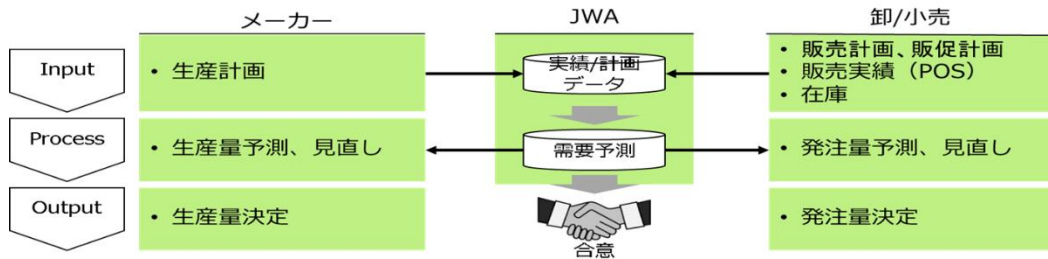 メーカー
JWA
卸/小売
Input
• 生産計画
実績/計画
データ
• 販売計画、販促計画
• 販売実績（POS）
• 在庫
Process
• 生産量予測、見直し
需要予測
• 発注量予測、見直し
Output
• 生産量決定
合意
• 発注量決定